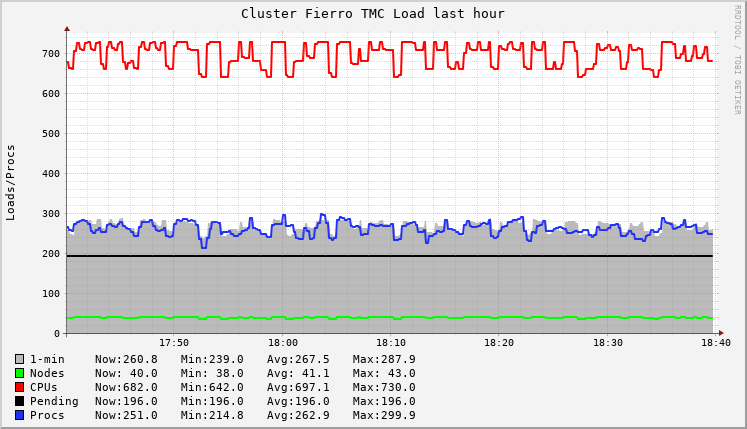 Cluster Fierro TMC Load last hour
RRDTOOL / TOBI OETIKER
Loads/Procs
700
600
500
400
300
200
100
0
17:50 18:00 18:10 18:20 18:30 18:40
1-min Now:260.8 Min:239.0 Avg:267.5 Max:287.9
Nodes Now: 40.0 Min: 38.0 Avg: 41.1 Max: 43.0
CPUs Now:682.0 Min:642.0 Avg:697.1 Max:730.0
Pending Now:196.0 Min:196.0 Avg:196.0 Max:196.0
Procs Now:251.0 Min:214.8 Avg:262.9 Max:299.9